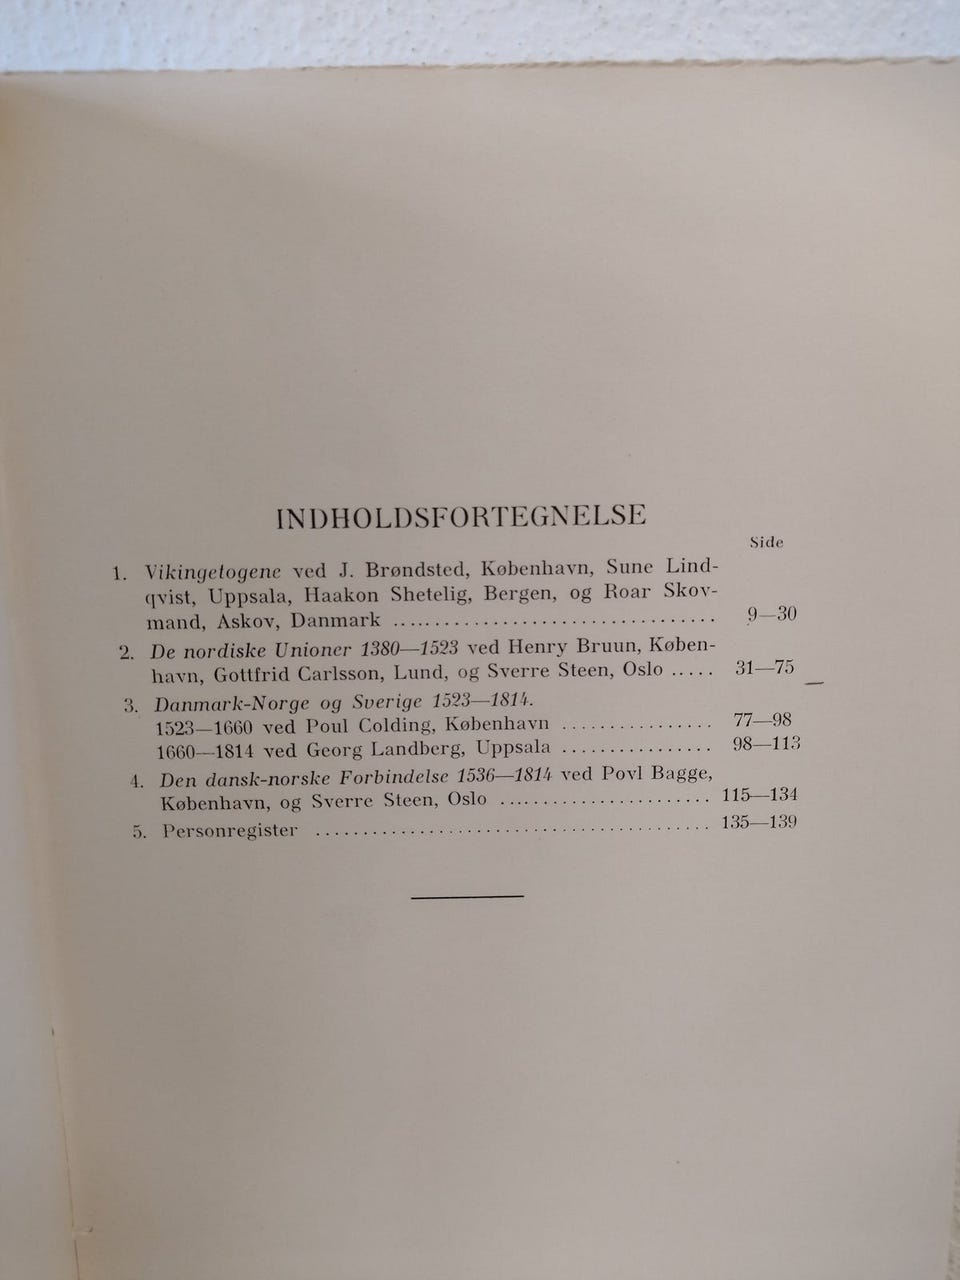 INDHOLDSFORTEGNELSE
Side
1. Vikingetogene ved J. Brøndsted, København, Sune Lind-
qvist, Uppsala, Haakon Shetelig, Bergen, og Roar Skov-
mand, Askov, Danmark ........................................ 9—30
2. De nordiske Unioner 1380—1523 ved Henry Bruun, Køben-
havn, Gottfrid Carlsson, Lund, og Sverre Steen, Oslo ..... 31—75
3. Danmark-Norge og Sverige 1523—1814.
1523—1660 ved Poul Colding, København ................ 77—98
1660—1814 ved Georg Landberg, Uppsala ................ 98—113
4. Den dansk-norske Forbindelse 1536—1814 ved Povl Bagge,
København, og Sverre Steen, Oslo ...................... 115—134
5. Personregister .......................................... 135—139